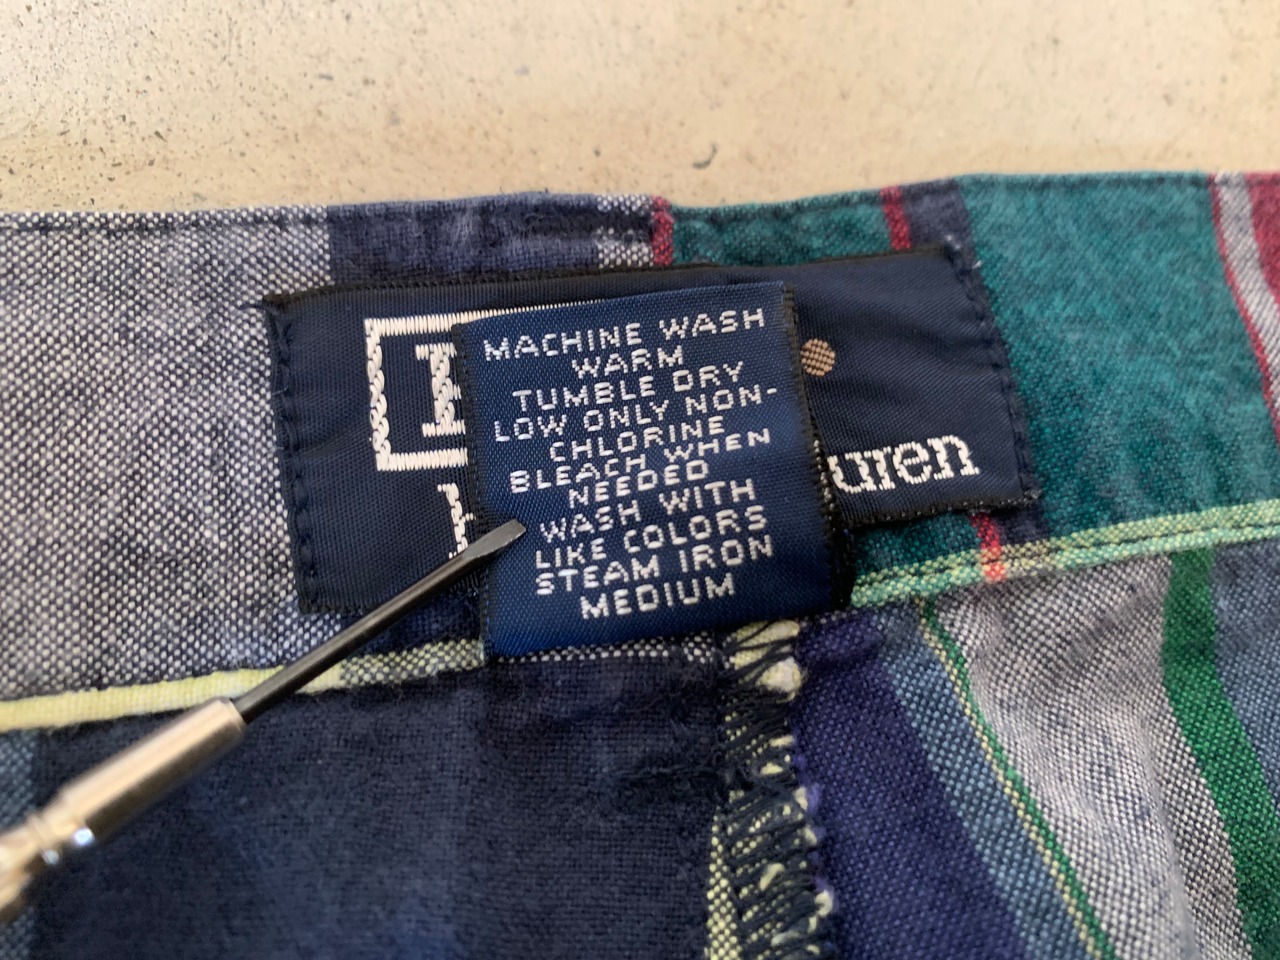 MACHINE WASH
WARM
TUMBLE DRY
LOW ONLY NON-
CHLORINE
BLEACH WHEN
NEEDED
WASH WITH
LIKE COLORS
STEAM IRON
MEDIUM
uren